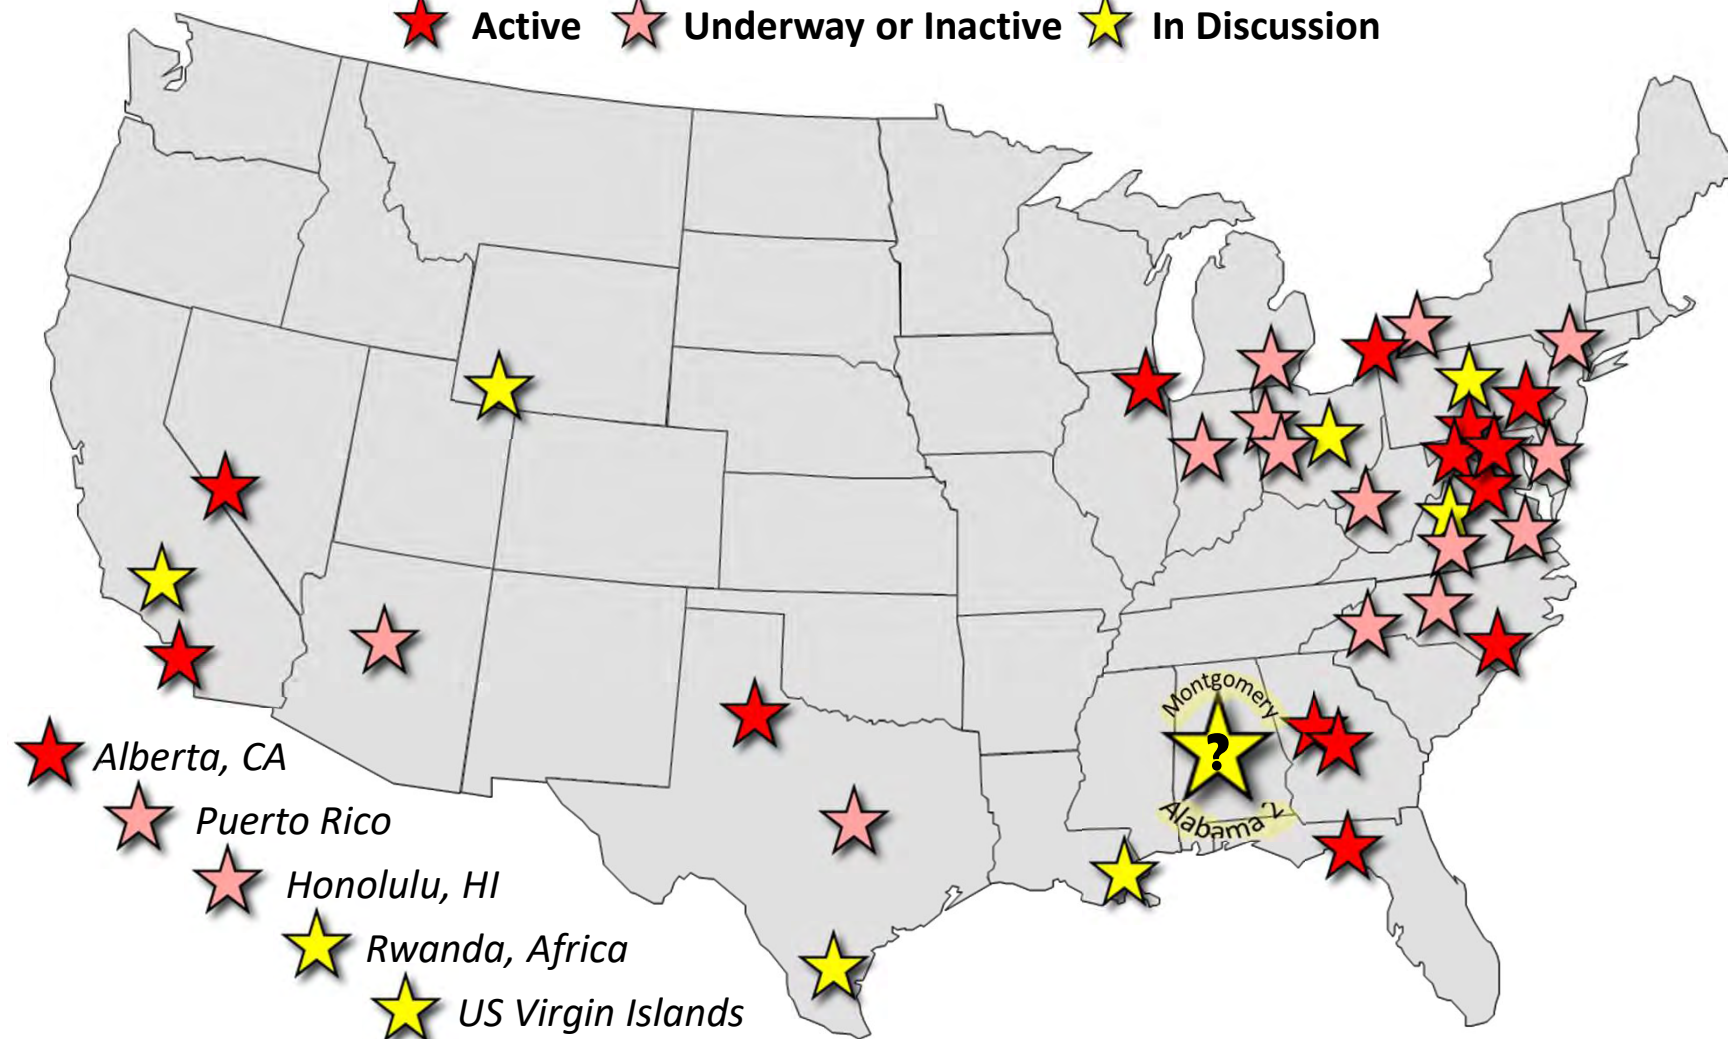 Active Underway or Inactive In Discussion
Montgomery
?
Alabama 2
Alberta, CA
Puerto Rico
Honolulu, HI
Rwanda, Africa
US Virgin Islands